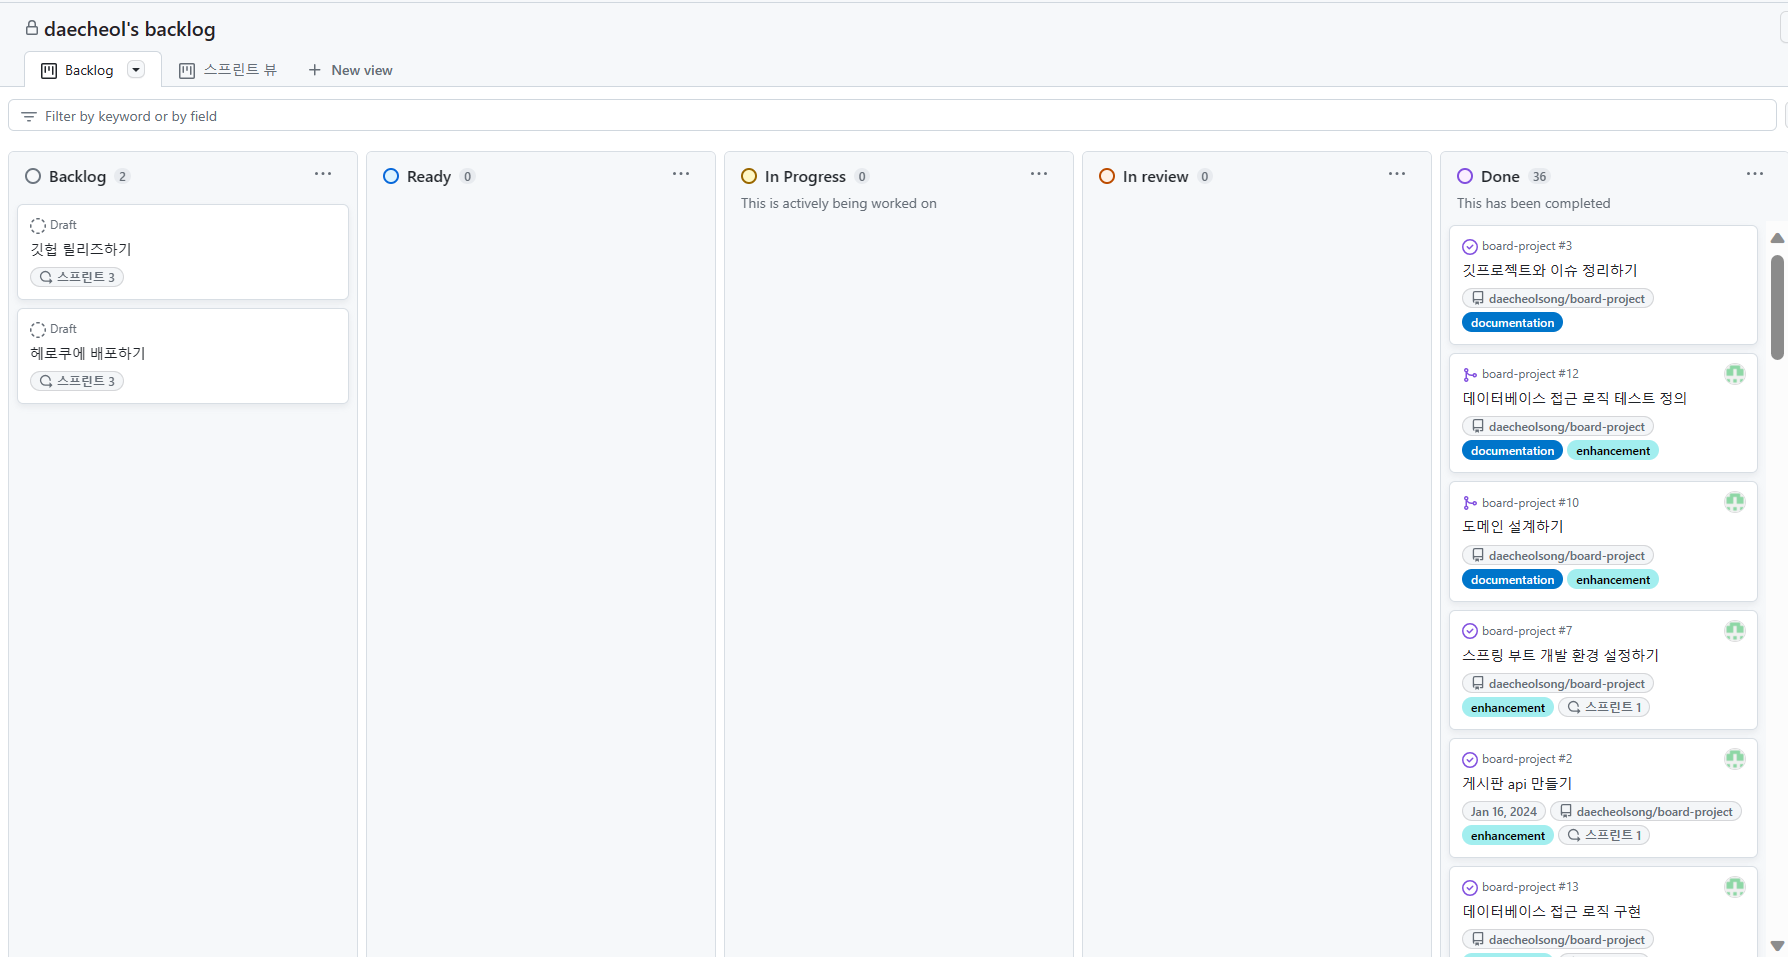 daecheol's backlog
Backlog
스프린트 뷰
New view
Filter by keyword or by field
Backlog 2
Draft
깃헙 릴리즈하기
스프린트 3
Draft
헤로쿠에 배포하기
스프린트 3
Ready 0
In Progress 0
This is actively being worked on
In review 0
Done 36
This has been completed
board-project #3
깃프로젝트와 이슈 정리하기
daecheolsong/board-project
documentation
board-project #12
데이터베이스 접근 로직 테스트 정의
daecheolsong/board-project
documentation enhancement
board-project #10
도메인 설계하기
daecheolsong/board-project
documentation enhancement
board-project #7
스프링 부트 개발 환경 설정하기
daecheolsong/board-project
enhancement 스프린트 1
board-project #2
게시판 api 만들기
Jan 16, 2024 daecheolsong/board-project
enhancement 스프린트 1
board-project #13
데이터베이스 접근 로직 구현
daecheolsong/board-project